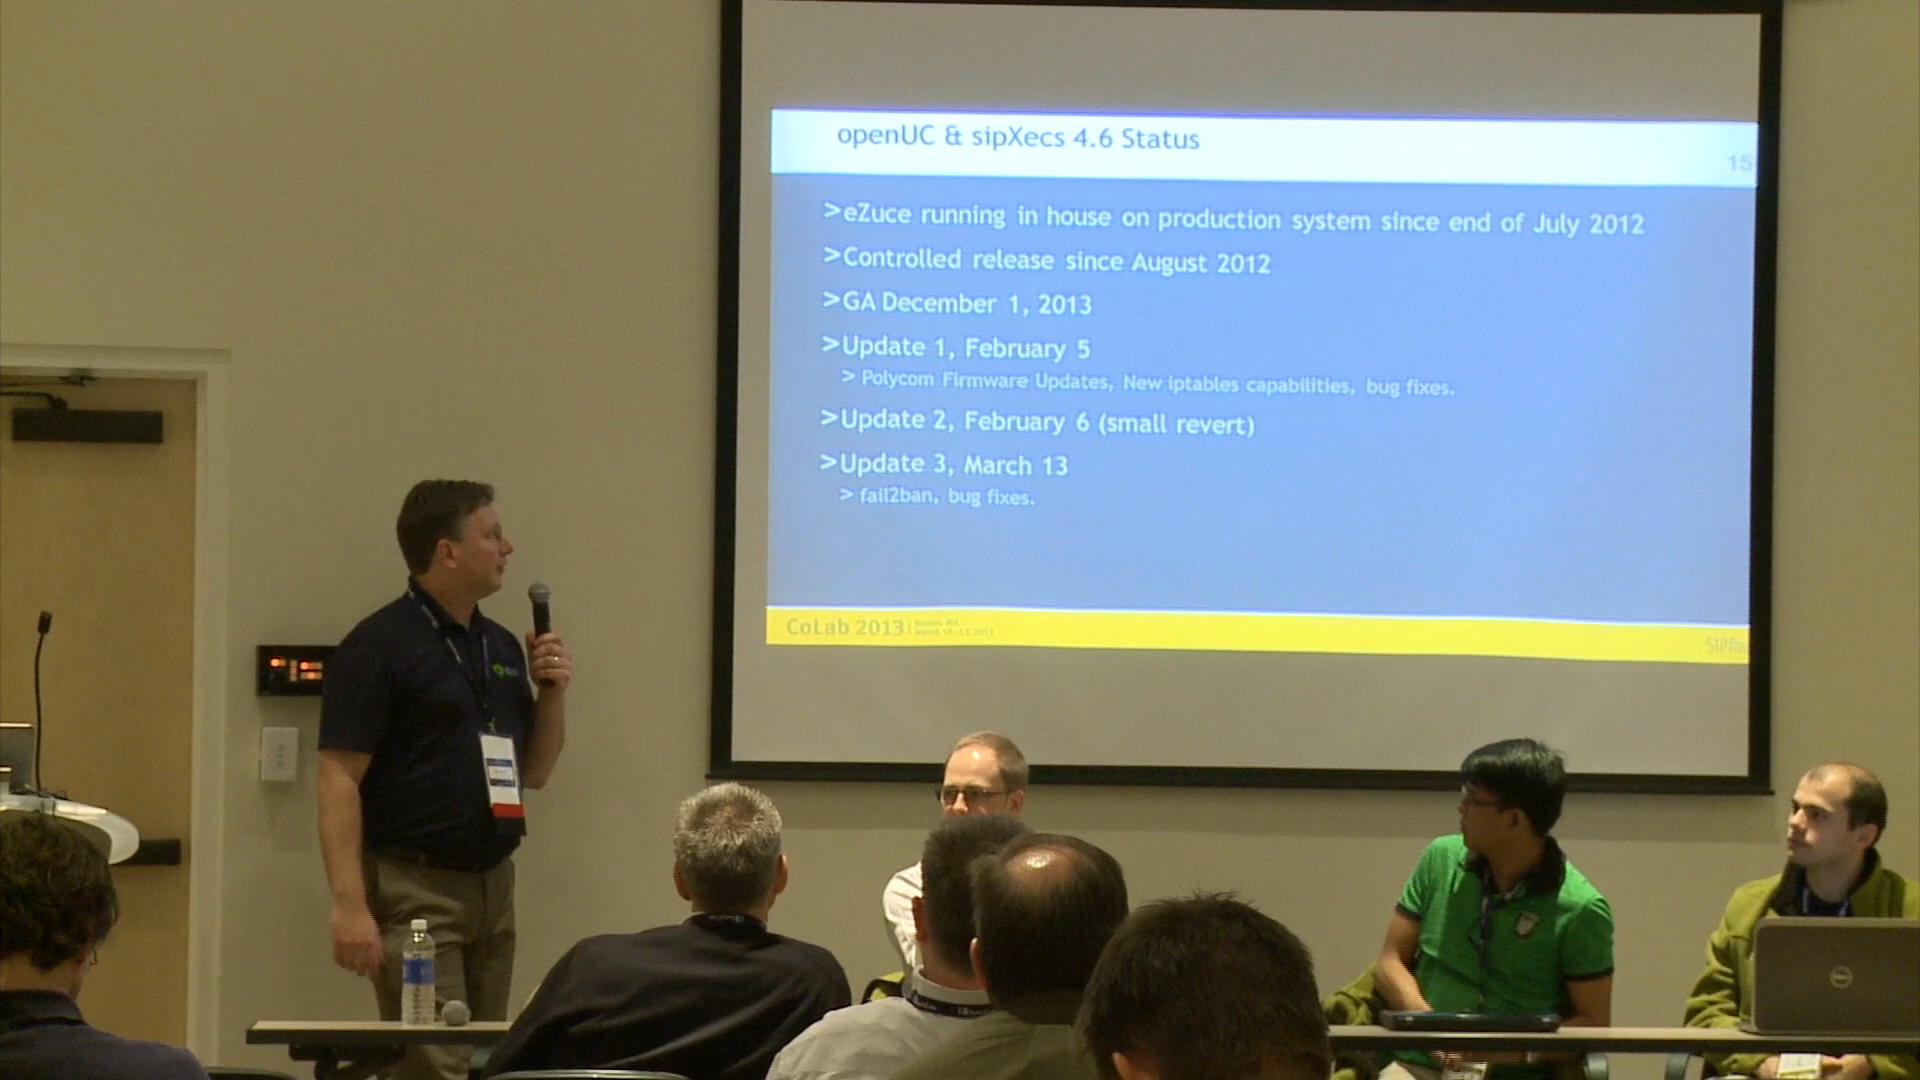 openUC & sipXecs 4.6 Status
15
>eZuce running in house on production system since end of July 2012
>Controlled release since August 2012
>GA December 1, 2013
>Update 1, February 5
> Polycom Firmware Updates, New iptables capabilities, bug fixes.
>Update 2, February 6 (small revert)
>Update 3, March 13
> fail2ban, bug fixes.
CoLab 2013
DELL